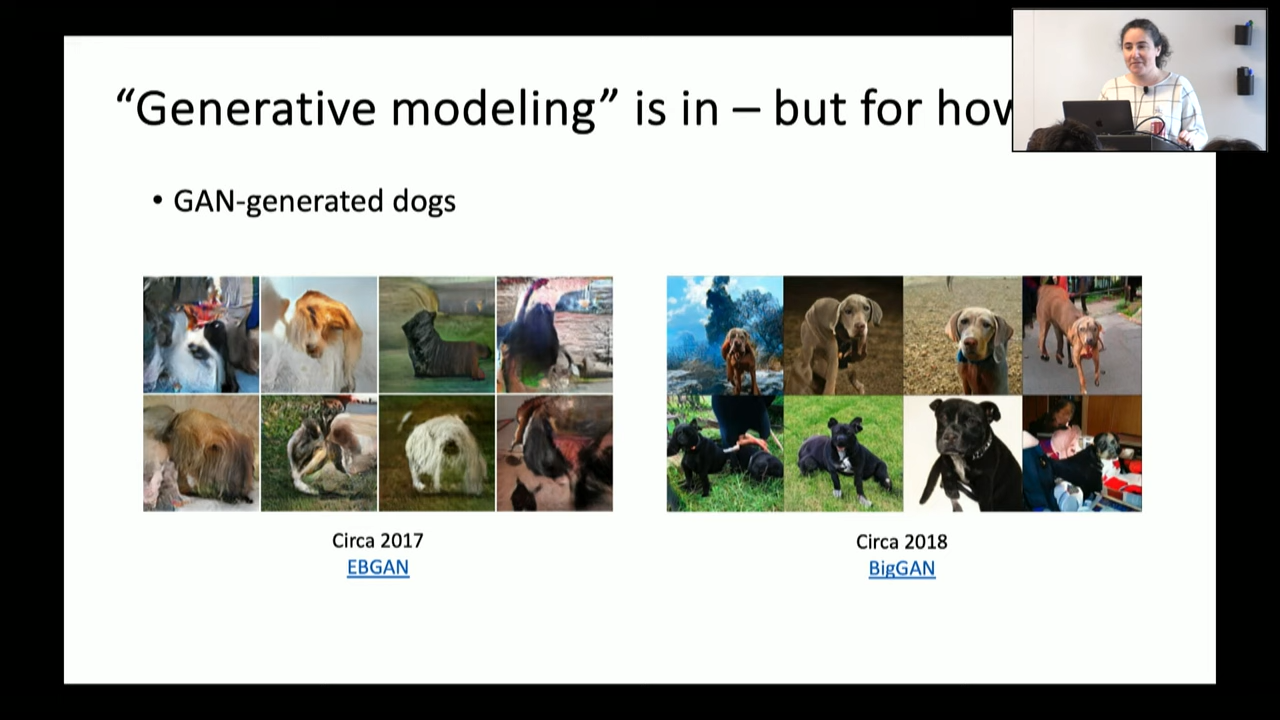 “Generative modeling” is in – but for how
• GAN-generated dogs
Circa 2017
EBGAN
Circa 2018
BigGAN